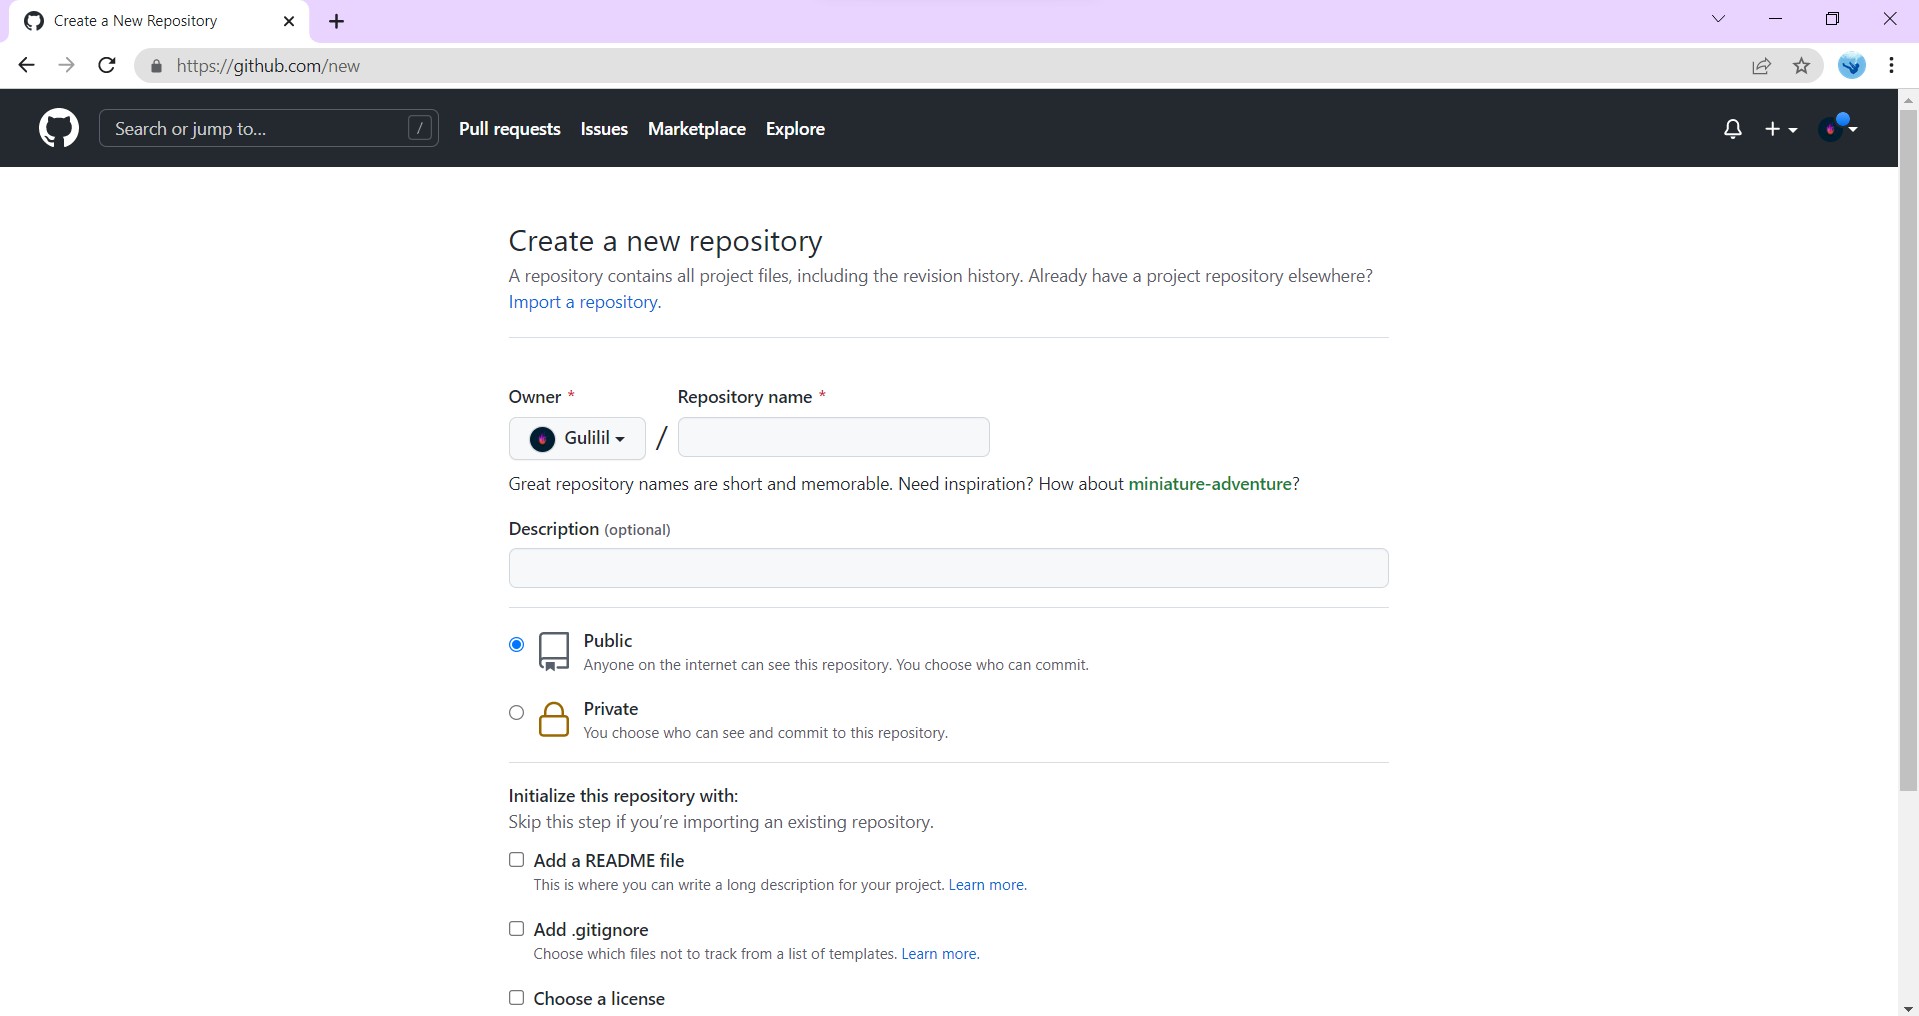 Create a New Repository
https://github.com/new
Search or jump to... / Pull requests Issues Marketplace Explore
Create a new repository
A repository contains all project files, including the revision history. Already have a project repository elsewhere?
Import a repository.
Owner * Repository name *
Gulilil / 
Great repository names are short and memorable. Need inspiration? How about miniature-adventure?
Description (optional)
Public
Anyone on the internet can see this repository. You choose who can commit.
Private
You choose who can see and commit to this repository.
Initialize this repository with:
Skip this step if you’re importing an existing repository.
Add a README file
This is where you can write a long description for your project. Learn more.
Add .gitignore
Choose which files not to track from a list of templates. Learn more.
Choose a license